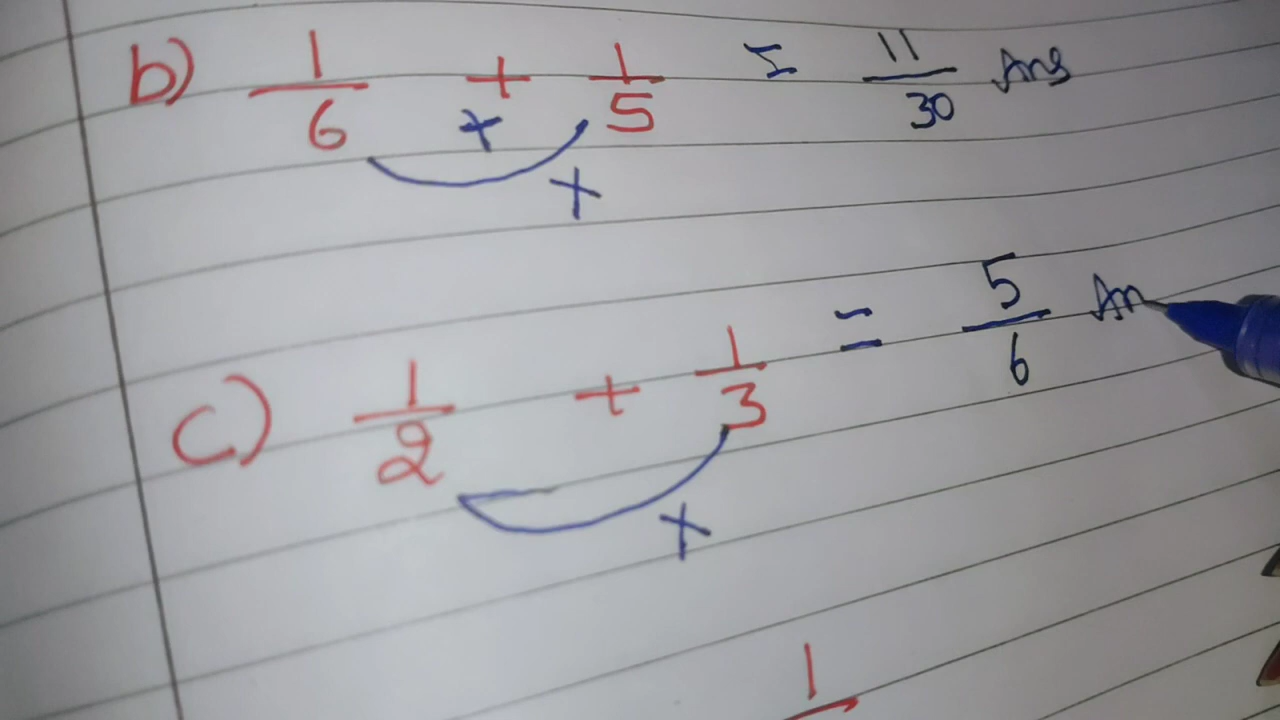 b) 1/6 + 1/5 = 11/30 Ans
+ +
c) 1/2 + 1/3 = 5/6 An
+
1